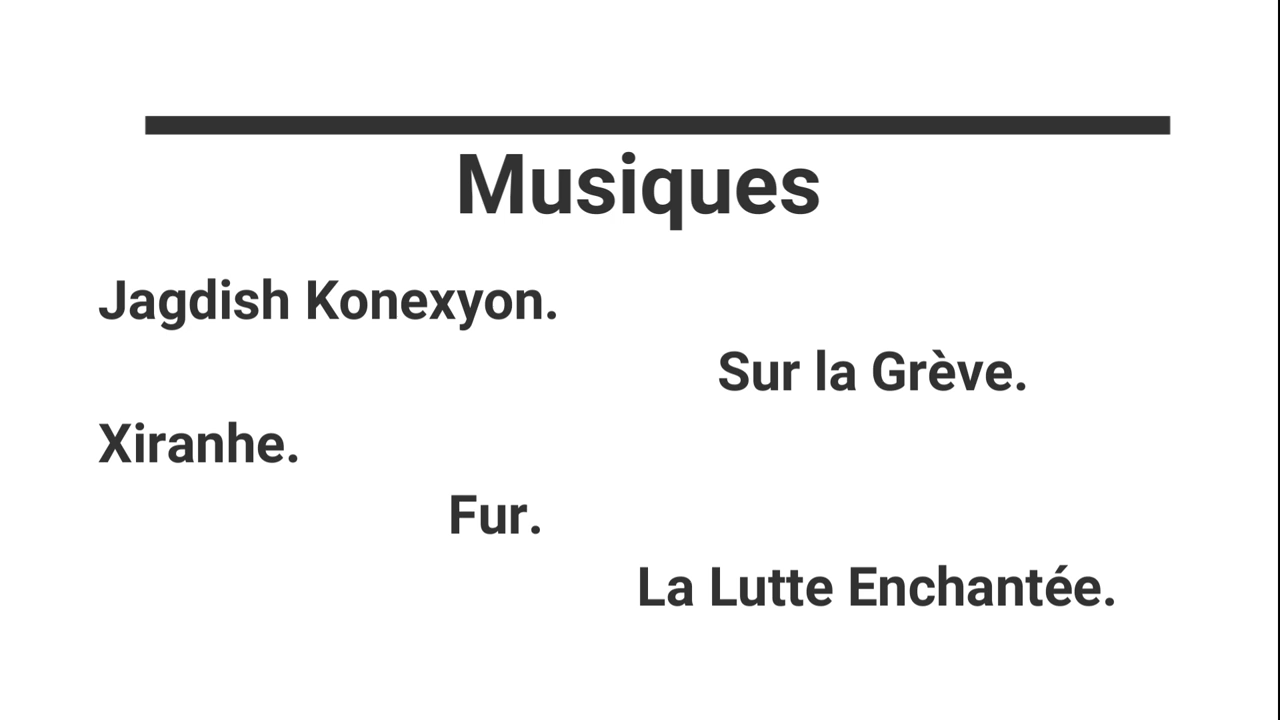 Musiques
Jagdish Konexyon.
Sur la Grève.
Xiranhe.
Fur.
La Lutte Enchantée.